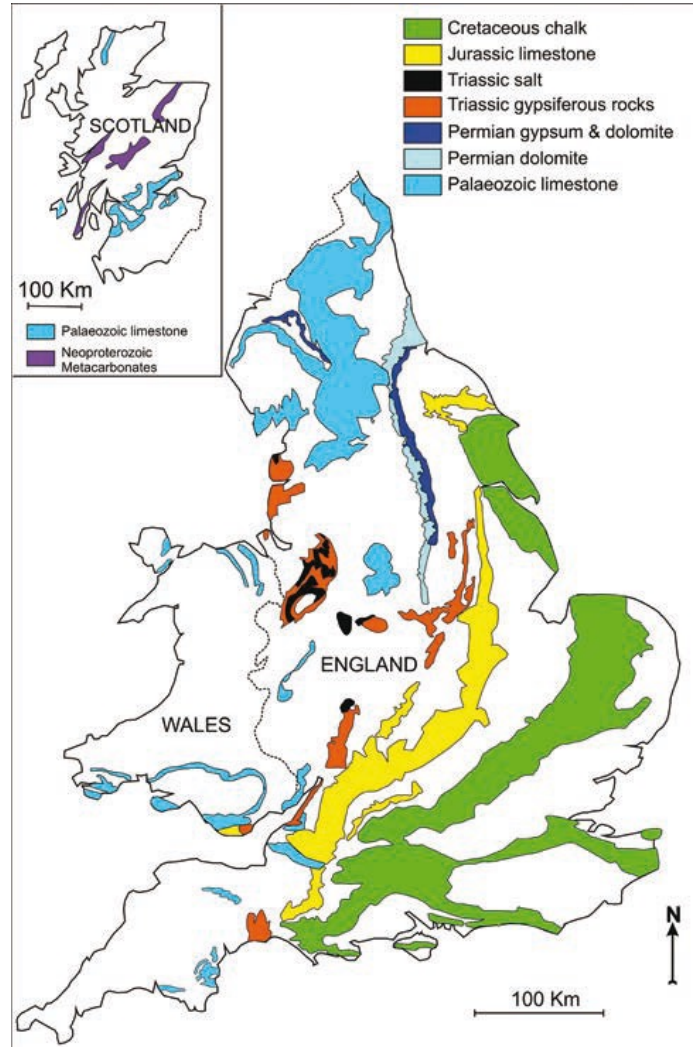 SCOTLAND
100 Km
Palaeozoic limestone
Neoproterozoic
Metacarbonates
Cretaceous chalk
Jurassic limestone
Triassic salt
Triassic gypsiferous rocks
Permian gypsum & dolomite
Permian dolomite
Palaeozoic limestone
ENGLAND
WALES
N
100 Km